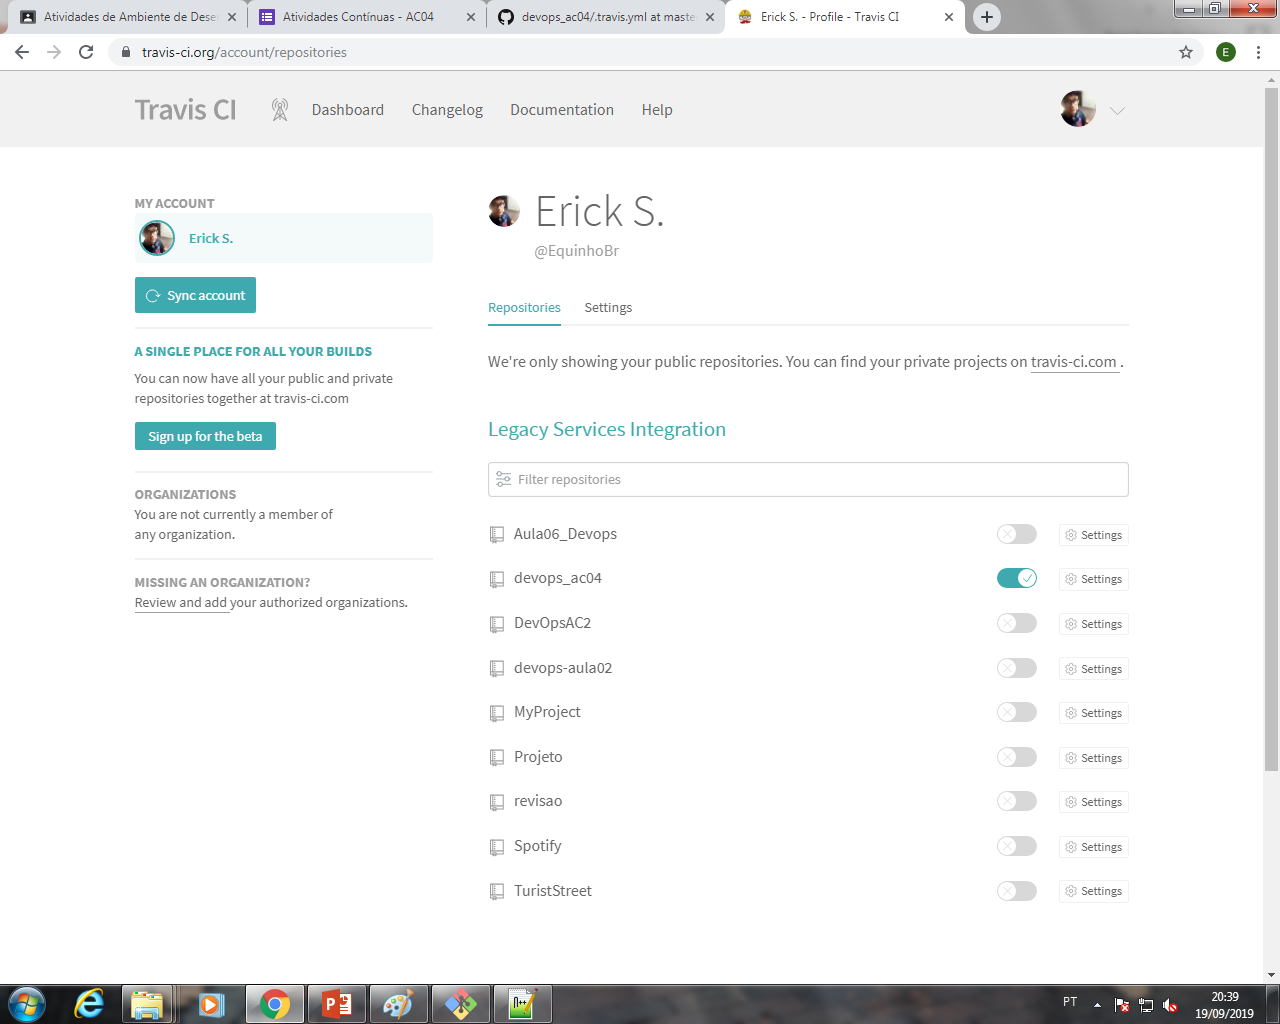 Atividades de Ambiente de Dese
Atividades Contínuas - AC04
devops_ac04/.travis.yml at maste
Erick S. - Profile - Travis CI
travis-ci.org/account/repositories
E
Travis CI
Dashboard
Changelog
Documentation
Help
MY ACCOUNT
Erick S.
Sync account
A SINGLE PLACE FOR ALL YOUR BUILDS
You can now have all your public and private
repositories together at travis-ci.com
Sign up for the beta
ORGANIZATIONS
You are not currently a member of
any organization.
MISSING AN ORGANIZATION?
Review and add your authorized organizations.
Erick S.
@EquinhoBr
Repositories
Settings
We're only showing your public repositories. You can find your private projects on travis-ci.com .
Legacy Services Integration
Filter repositories
Aula06_Devops
Settings
devops_ac04
Settings
DevOpsAC2
Settings
devops-aula02
Settings
MyProject
Settings
Projeto
Settings
revisao
Settings
Spotify
Settings
TuristStreet
Settings
PT
20:39
19/09/2019